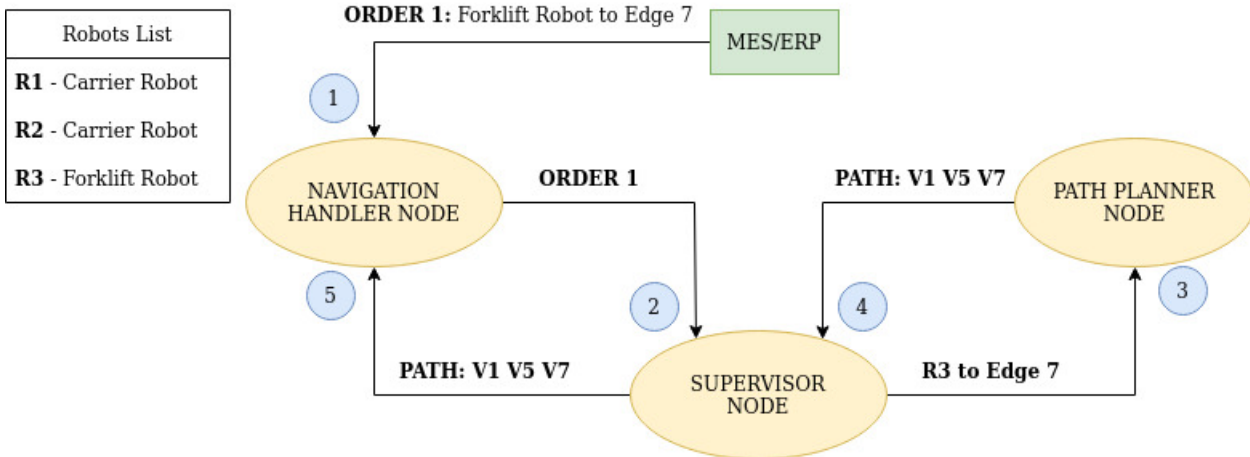 ORDER 1: Forklift Robot to Edge 7
Robots List
MES/ERP
R1 - Carrier Robot
1
R2 - Carrier Robot
R3 - Forklift Robot
NAVIGATION
HANDLER NODE
ORDER 1
PATH: V1 V5 V7
PATH PLANNER
NODE
5
2
4
3
PATH: V1 V5 V7
SUPERVISOR
NODE
R3 to Edge 7